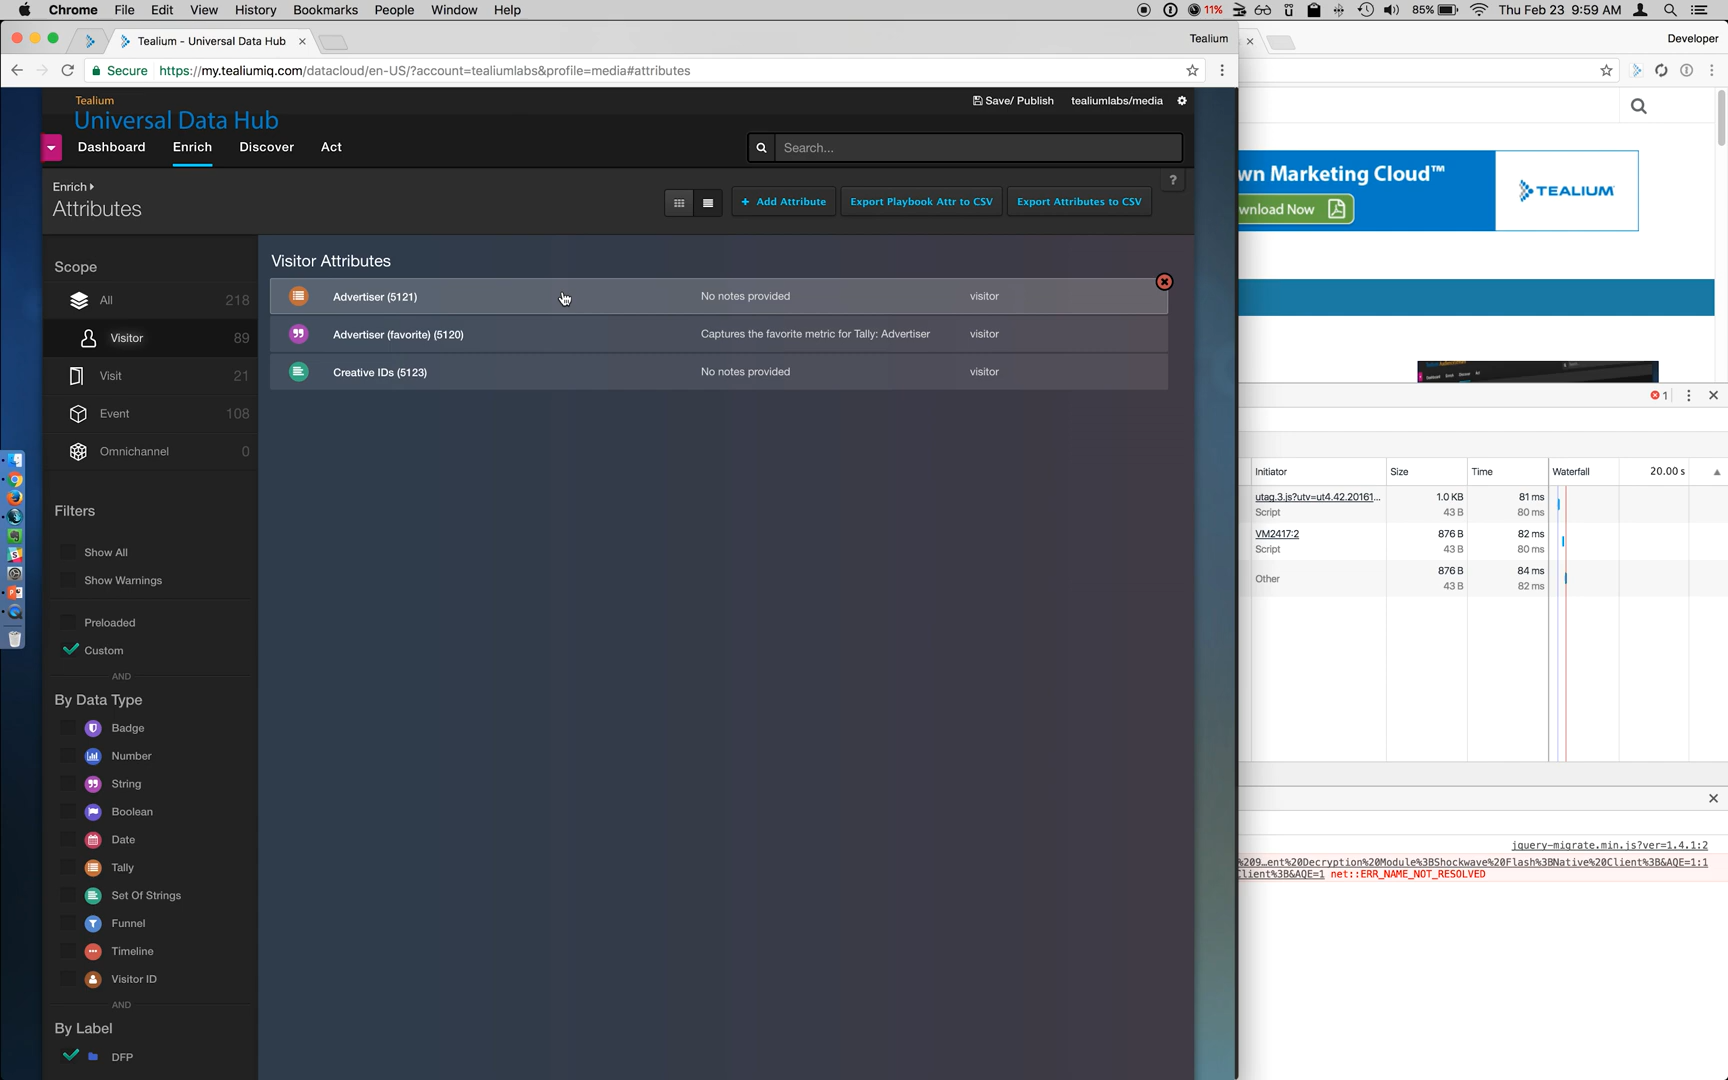 Chrome File Edit View History Bookmarks People Window Help
11% 85% Thu Feb 23 9:59 AM
Tealium - Universal Data Hub
Tealium
Developer
Secure https://my.tealiumiq.com/datacloud/en-US/?account=tealiumlabs&profile=media#attributes
Tealium
Universal Data Hub
Save/ Publish tealiumlabs/media
Dashboard Enrich Discover Act
Search...
Enrich
Attributes
?
+ Add Attribute
Export Playbook Attr to CSV
Export Attributes to CSV
Scope
All 218
Visitor 89
Visit 21
Event 108
Omnichannel 0
Filters
Show All
Show Warnings
Preloaded
Custom
AND
By Data Type
Badge
Number
String
Boolean
Date
Tally
Set Of Strings
Funnel
Timeline
Visitor ID
AND
By Label
DFP
Visitor Attributes
Advertiser (5121) No notes provided visitor
Advertiser (favorite) (5120) Captures the favorite metric for Tally: Advertiser visitor
Creative IDs (5123) No notes provided visitor
wn Marketing Cloud™
wnload Now
TEALIUM
1
Initiator Size Time Waterfall 20.00 s
utag.3.js?utv=ut4.42.20161... 1.0 KB 81 ms
Script 43 B 80 ms
VM2417:2 876 B 82 ms
Script 43 B 80 ms
Other 876 B 84 ms
43 B 82 ms
jquery-migrate.min.js?ver=1.4.1:2
%209…ent%20Decryption%20Module%3BShockwave%20Flash%3BNative%20Client%3B&AQE=1:1
Client%3B&AQE=1 net::ERR_NAME_NOT_RESOLVED